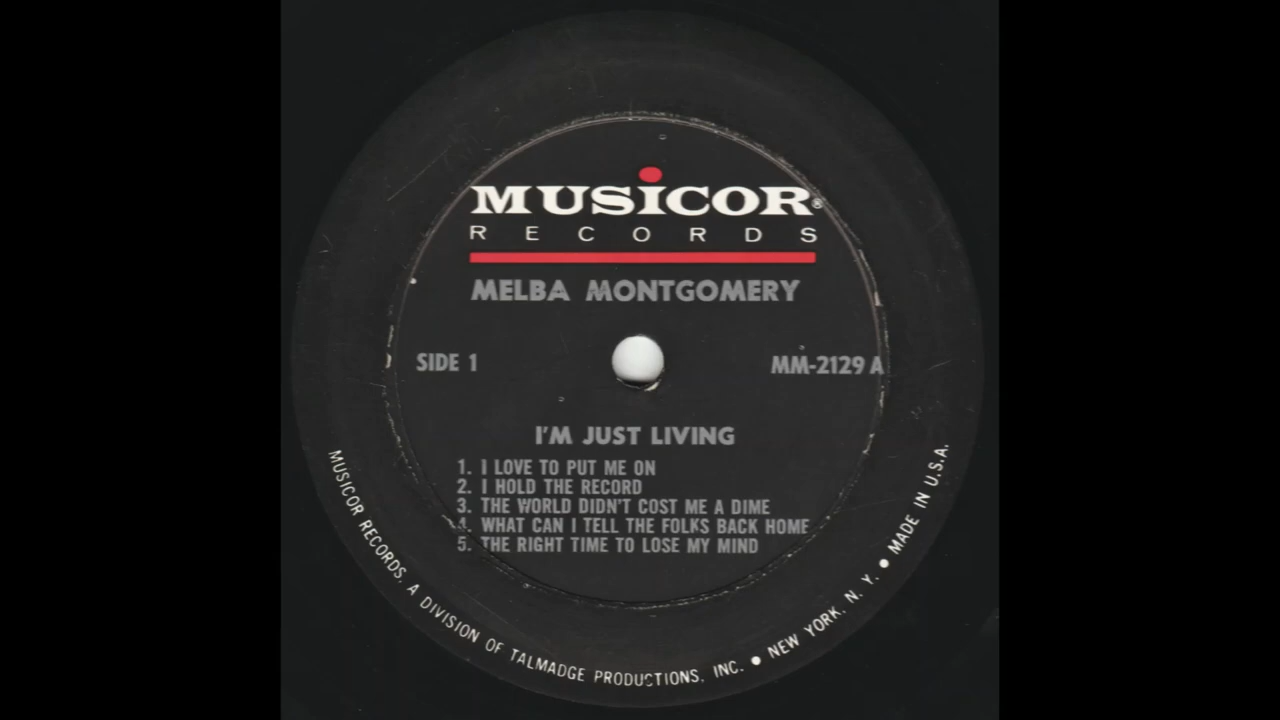 MUSICOR®
RECORDS
MELBA MONTGOMERY
SIDE 1
MM-2129 A
I'M JUST LIVING
1. I LOVE TO PUT ME ON
2. I HOLD THE RECORD
3. THE WORLD DIDN'T COST ME A DIME
4. WHAT CAN I TELL THE FOLKS BACK HOME
5. THE RIGHT TIME TO LOSE MY MIND
MUSICOR RECORDS, A DIVISION OF TALMADGE PRODUCTIONS, INC. ● NEW YORK, N. Y. ● MADE IN U.S.A.